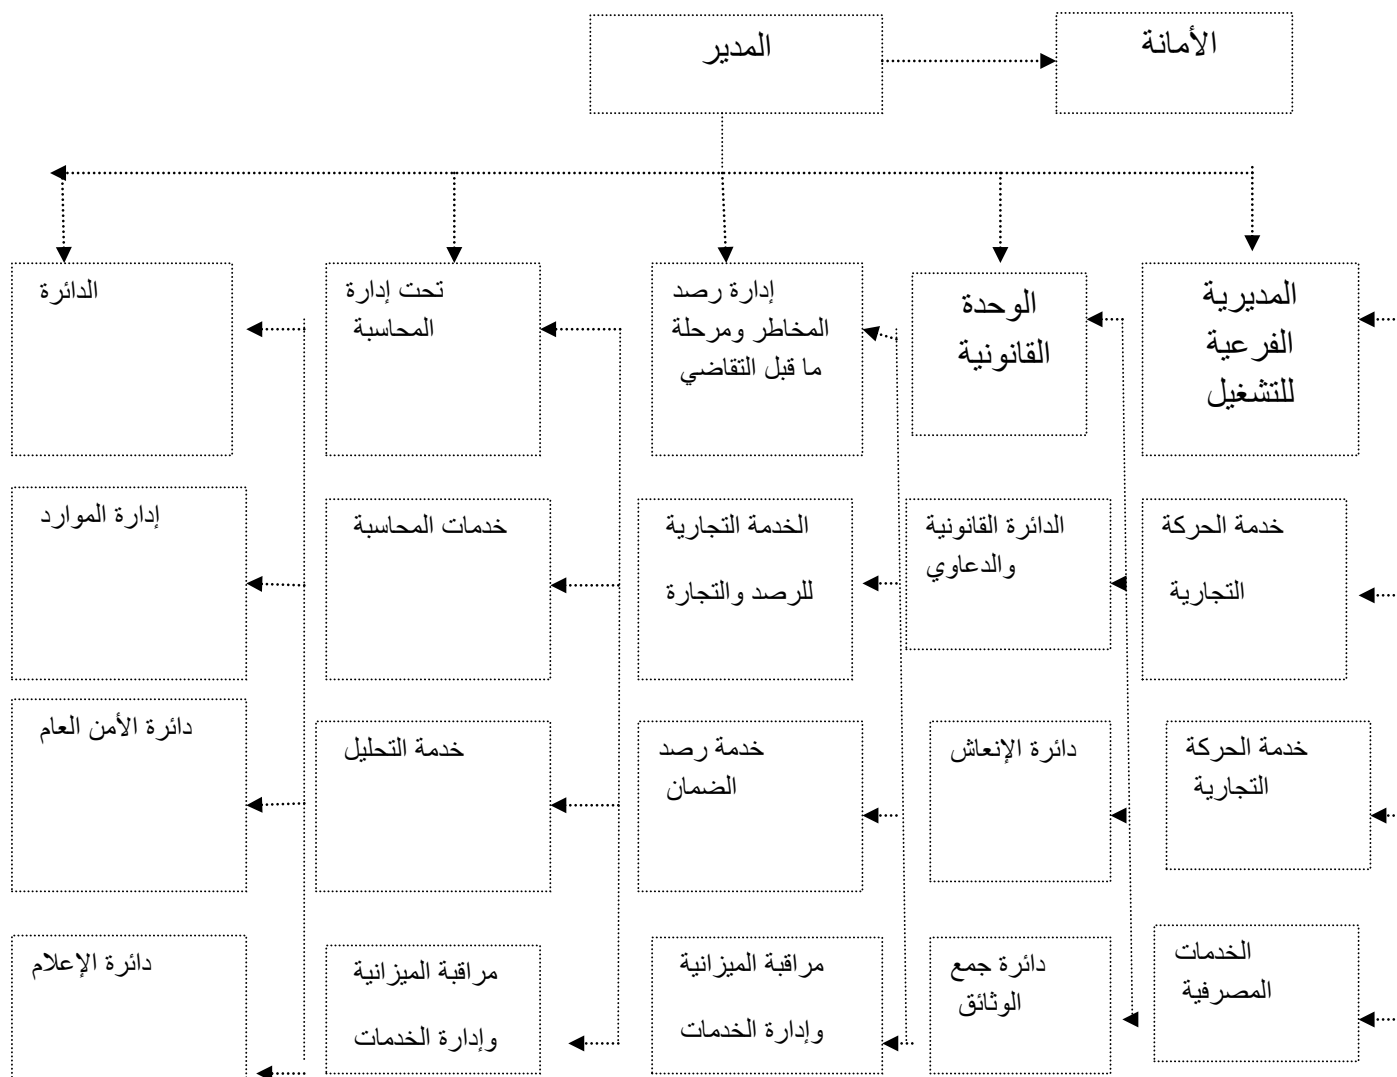 الأمانة
المدير
المديرية
الفرعية
للتشغيل
الوحدة
القانونية
إدارة رصد
المخاطر ومرحلة
ما قبل التقاضي
تحت إدارة
المحاسبة
الدائرة
خدمة الحركة
التجارية
الدائرة القانونية
والدعاوي
الخدمة التجارية
للرصد والتجارة
خدمات المحاسبة
إدارة الموارد
خدمة الحركة
التجارية
دائرة الإنعاش
خدمة رصد
الضمان
خدمة التحليل
دائرة الأمن العام
الخدمات
المصرفية
دائرة جمع
الوثائق
مراقبة الميزانية
وإدارة الخدمات
مراقبة الميزانية
وإدارة الخدمات
دائرة الإعلام